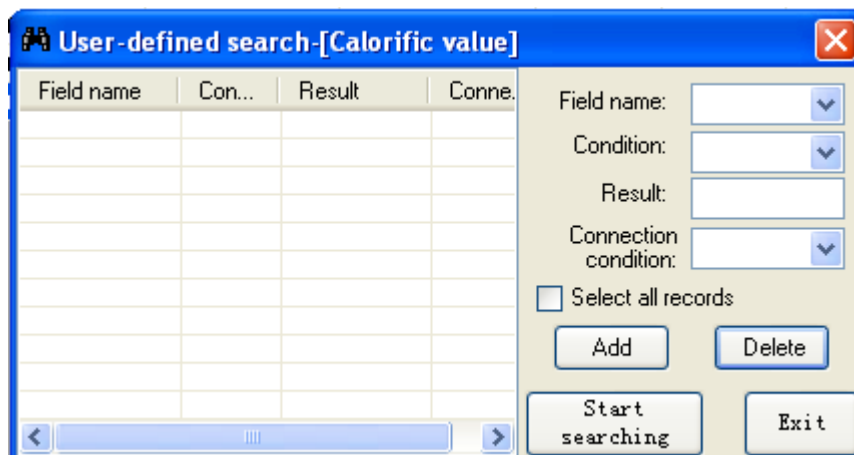 User-defined search-[Calorific value]
Field name Con... Result Conne.
Field name:
Condition:
Result:
Connection
condition:
Select all records
Add Delete
Start
searching
Exit